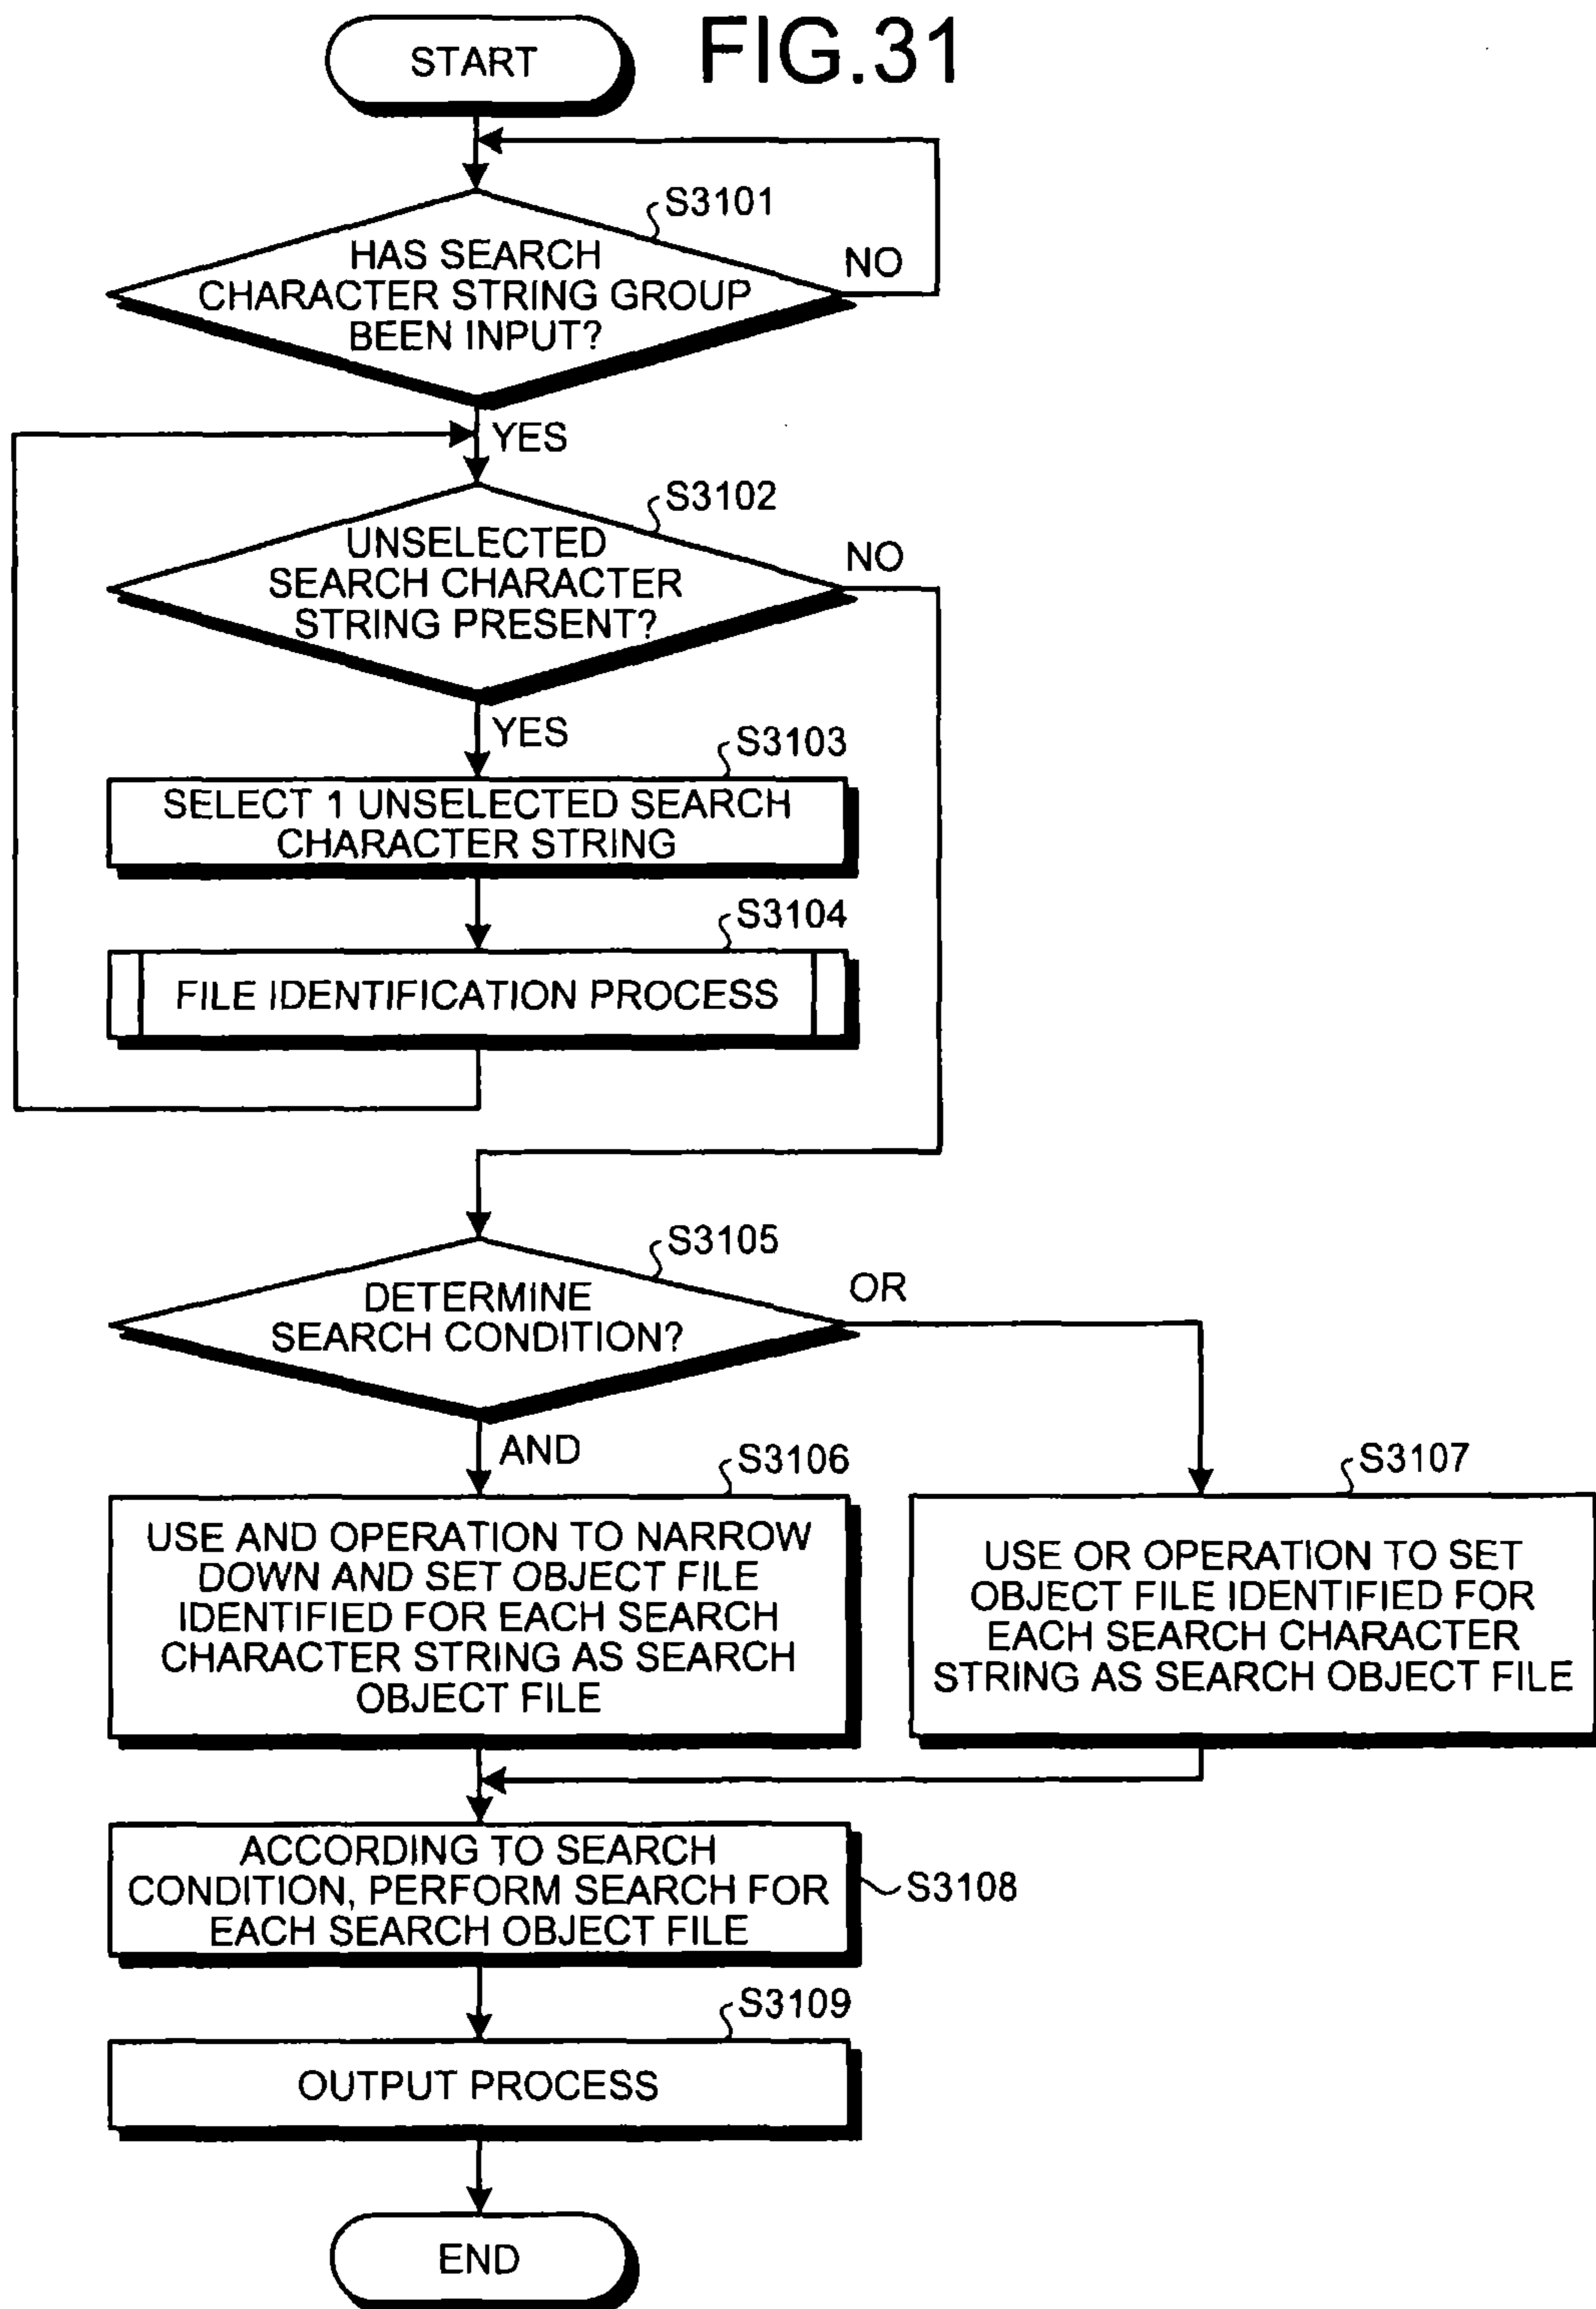 FIG.31
START
S3101
HAS SEARCH
CHARACTER STRING GROUP
BEEN INPUT?
NO
YES
S3102
UNSELECTED
SEARCH CHARACTER
STRING PRESENT?
NO
YES
S3103
SELECT 1 UNSELECTED SEARCH
CHARACTER STRING
S3104
FILE IDENTIFICATION PROCESS
S3105
DETERMINE
SEARCH CONDITION?
OR
AND
S3106
USE AND OPERATION TO NARROW
DOWN AND SET OBJECT FILE
IDENTIFIED FOR EACH SEARCH
CHARACTER STRING AS SEARCH
OBJECT FILE
S3107
USE OR OPERATION TO SET
OBJECT FILE IDENTIFIED FOR
EACH SEARCH CHARACTER
STRING AS SEARCH OBJECT FILE
ACCORDING TO SEARCH
CONDITION, PERFORM SEARCH FOR
EACH SEARCH OBJECT FILE
S3108
S3109
OUTPUT PROCESS
END